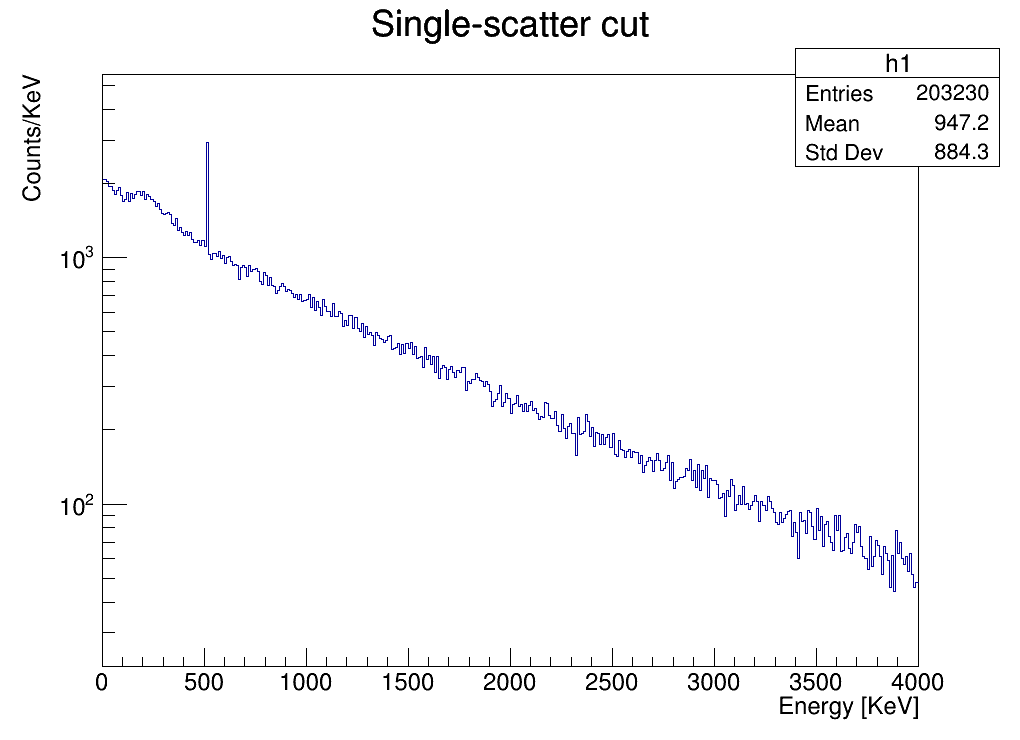 Single-scatter cut
h1
Entries 203230
Mean 947.2
Std Dev 884.3
Counts/KeV
10³
10²
0 500 1000 1500 2000 2500 3000 3500 4000
Energy [KeV]